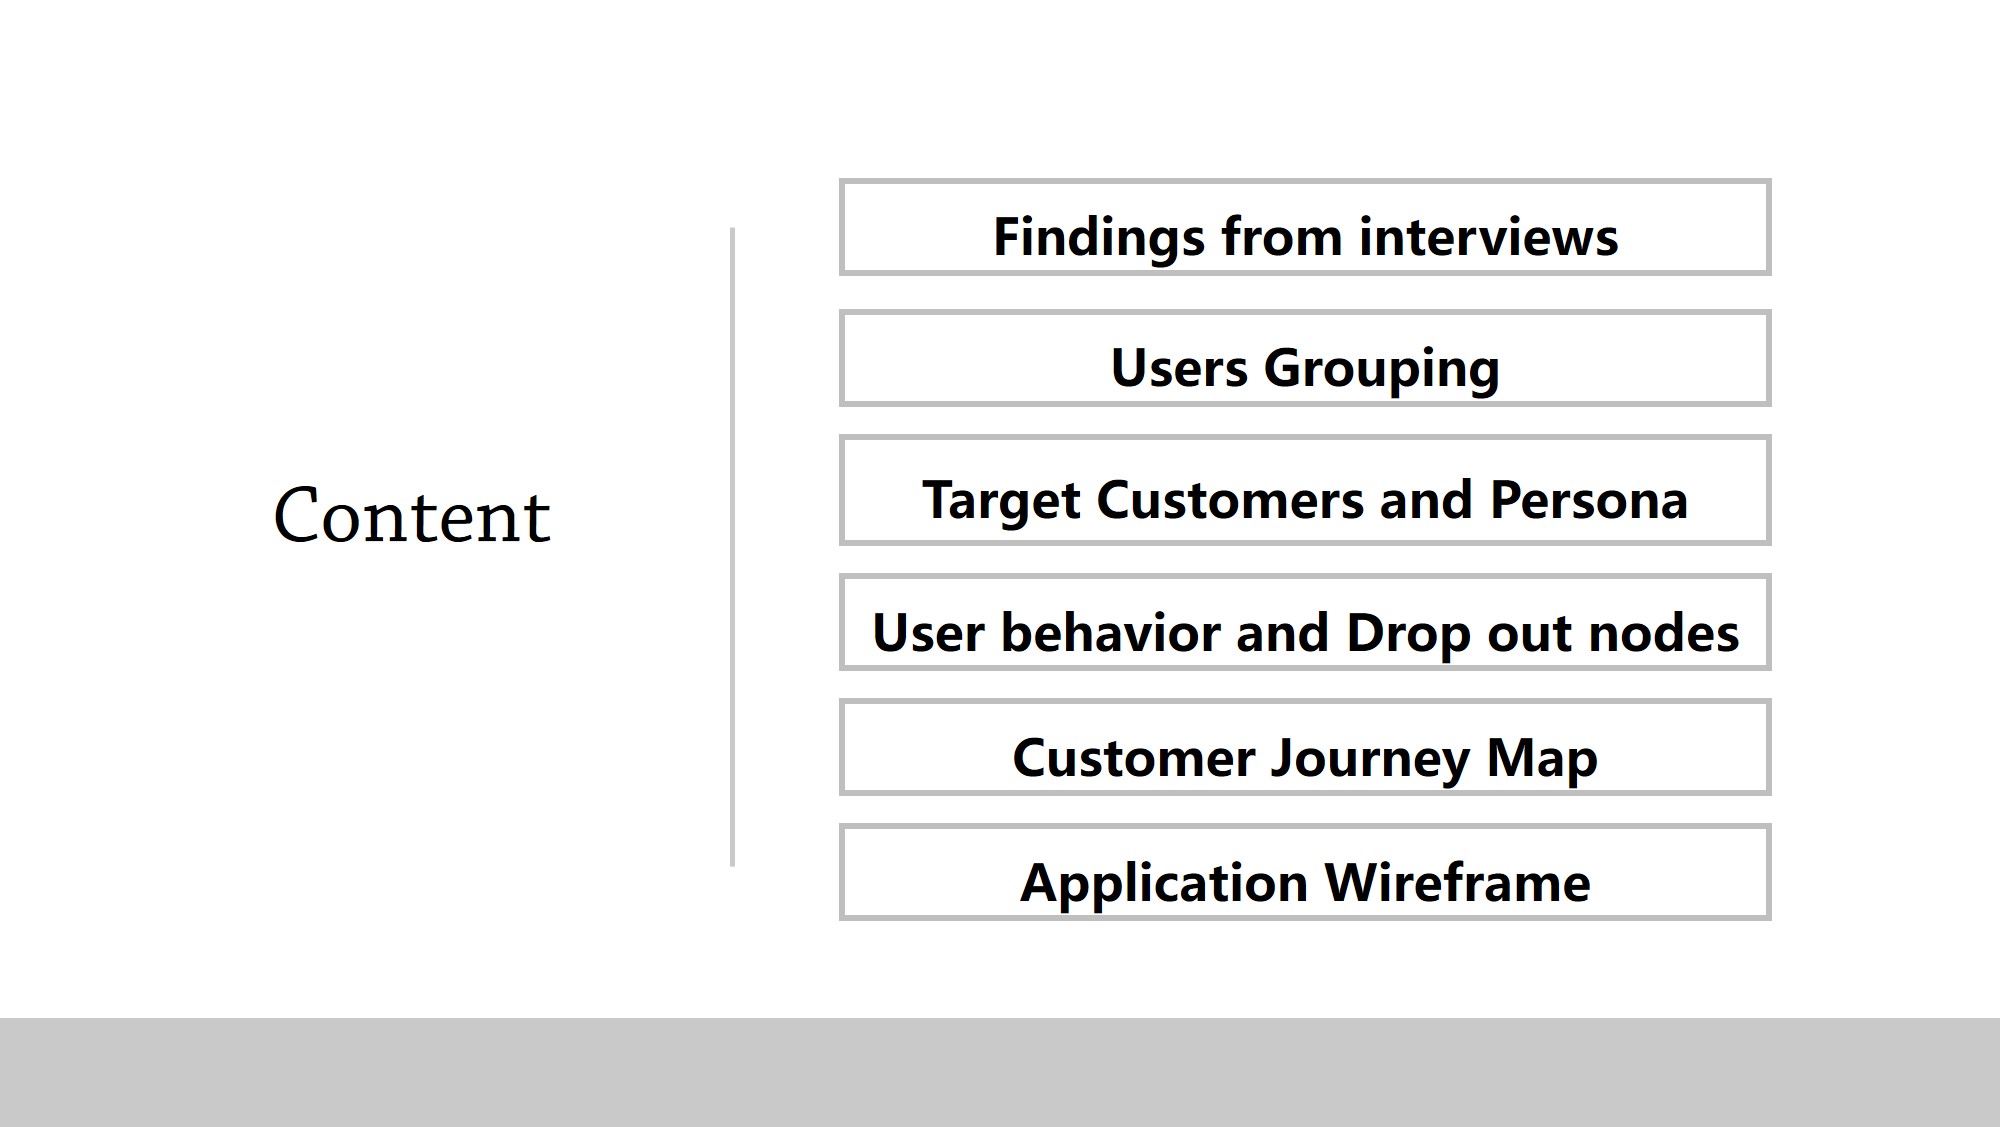 Content
Findings from interviews
Users Grouping
Target Customers and Persona
User behavior and Drop out nodes
Customer Journey Map
Application Wireframe